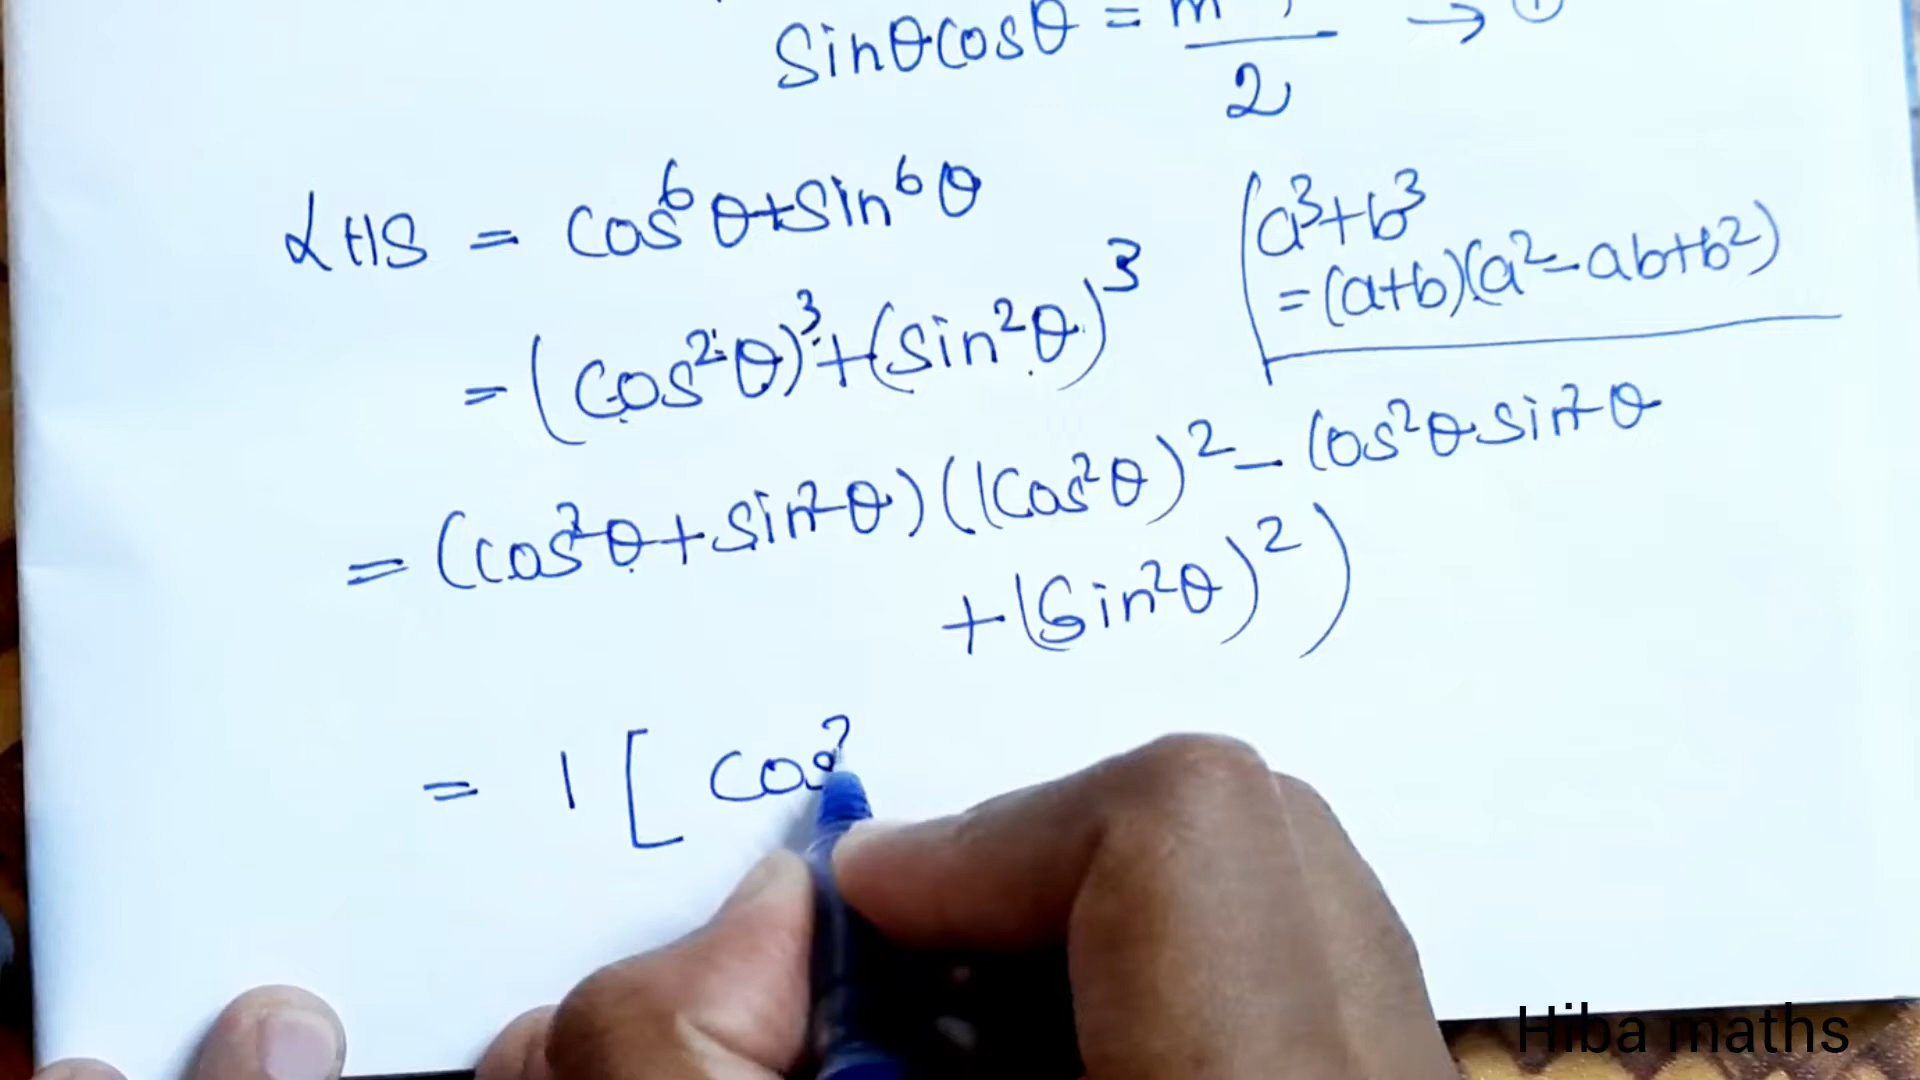 Sinθcosθ = m / 2 → ①
LHS = cos⁶θ+sin⁶θ
a³+b³
= (a+b)(a²-ab+b²)
= (cos²θ)³+(sin²θ)³
= (cos²θ+sin²θ)((cos²θ)² - cos²θ sin²θ
+(sin²θ)²)
= 1 [ cos²
Hiba maths